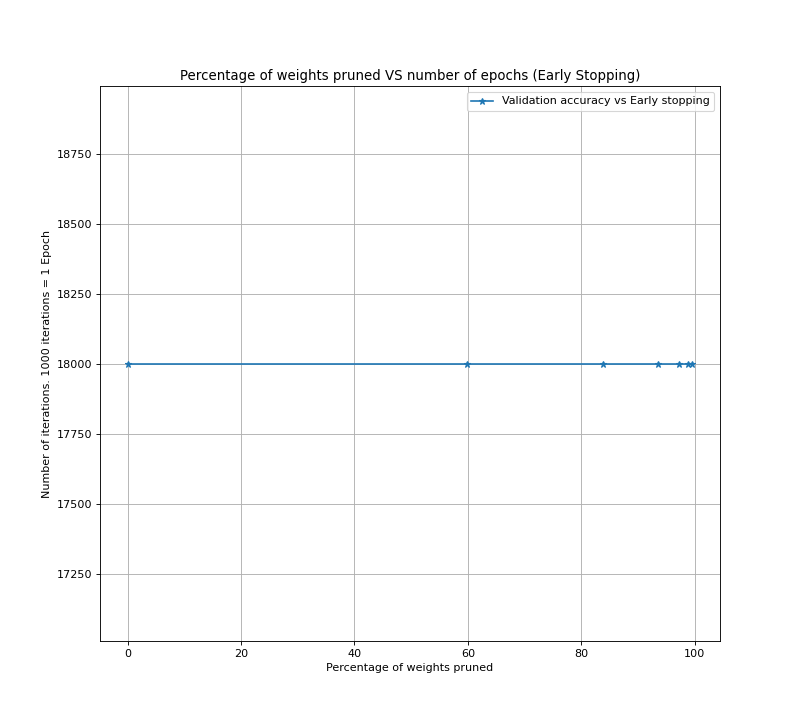 Percentage of weights pruned VS number of epochs (Early Stopping)
Validation accuracy vs Early stopping
18750
18500
18250
18000
17750
17500
17250
Number of iterations. 1000 iterations = 1 Epoch
0 20 40 60 80 100
Percentage of weights pruned